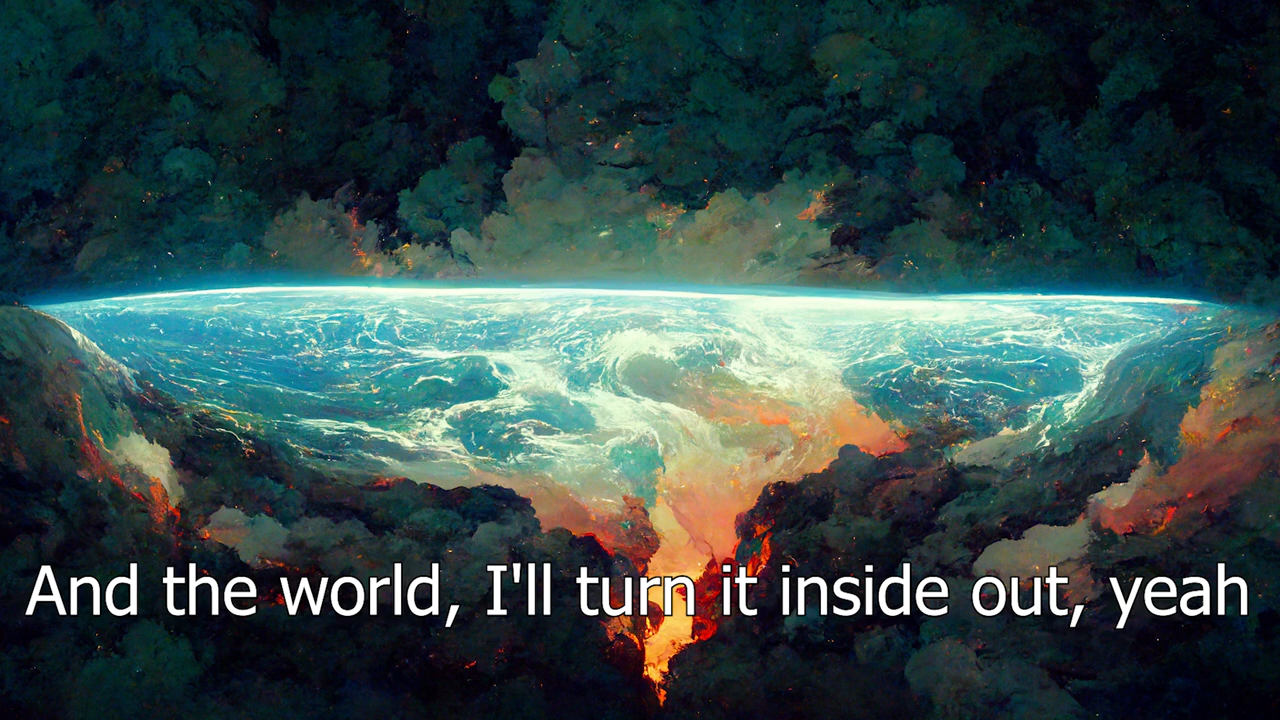 And the world, I'll turn it inside out, yeah